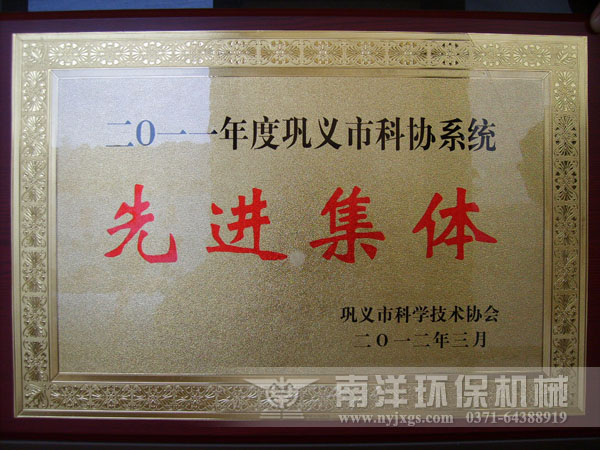 二〇一一年度巩义市科协系统
先进集体
巩义市科学技术协会
二〇一二年三月
南洋环保机械
www.nyjxgs.com 0371-64388919